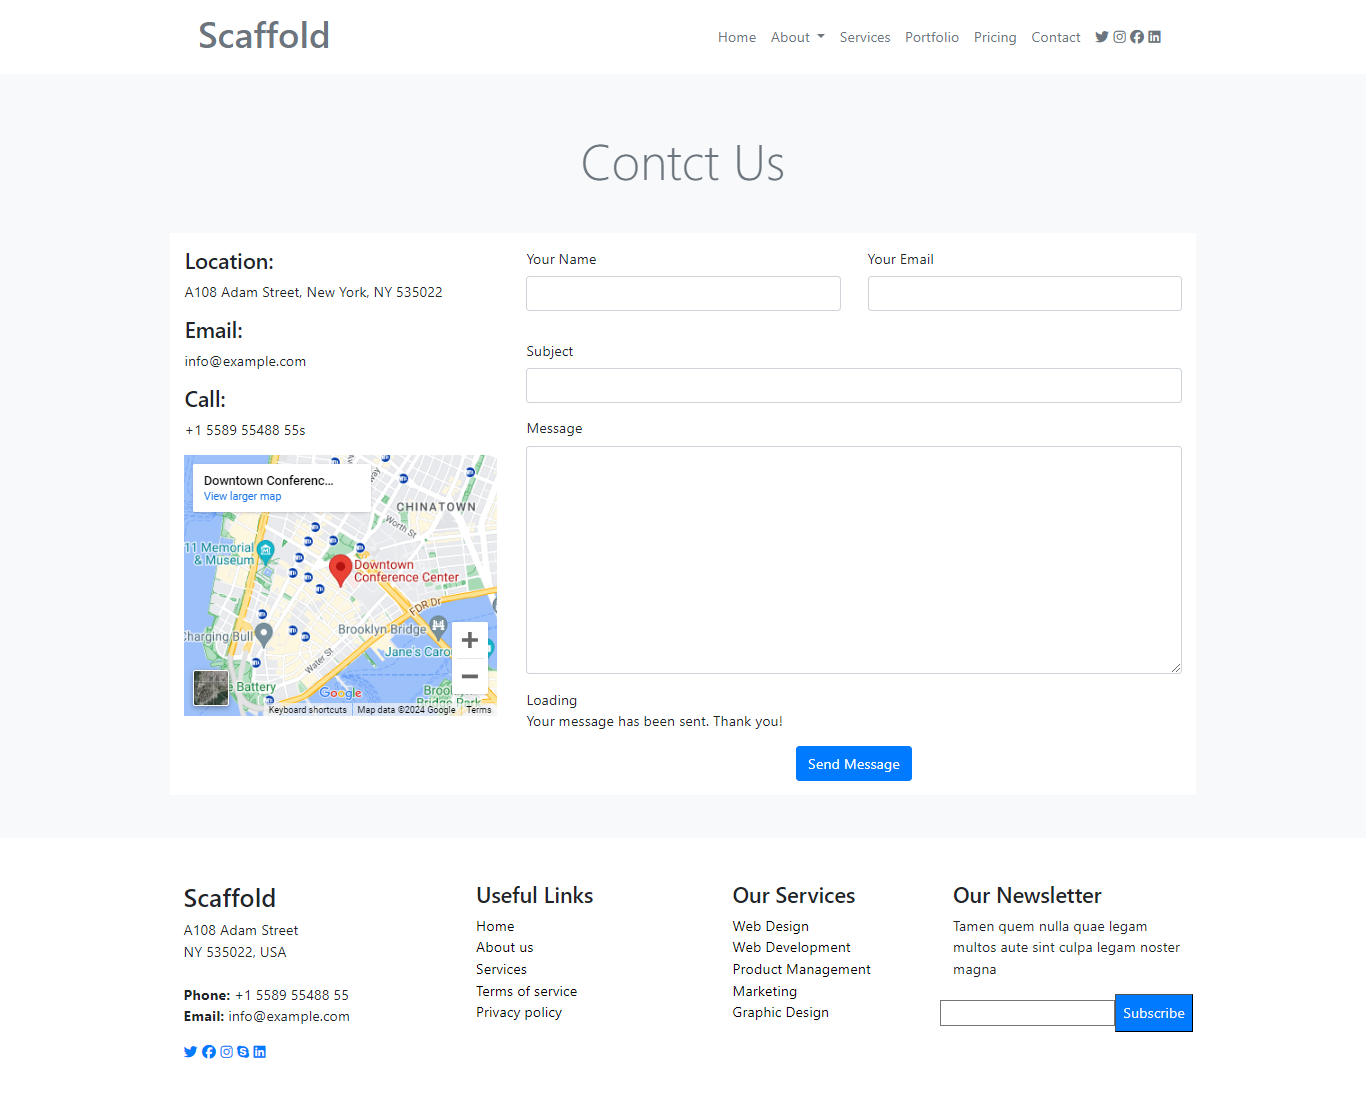 Scaffold
Home About Services Portfolio Pricing Contact
Contct Us
Location:
A108 Adam Street, New York, NY 535022
Email:
info@example.com
Call:
+1 5589 55488 55s
Downtown Conferenc...
View larger map
CHINATOWN
Worth St
11 Memorial
& Museum
Downtown
Conference Center
FDR Dr
Brooklyn Bridge
Charging Bull
Jane's Carou
Water St
e Battery
Brook
Bridge Park
Google
Keyboard shortcuts
Map data ©2024 Google
Terms
Your Name
Your Email
Subject
Message
Loading
Your message has been sent. Thank you!
Send Message
Scaffold
A108 Adam Street
NY 535022, USA
Phone: +1 5589 55488 55
Email: info@example.com
Useful Links
Home
About us
Services
Terms of service
Privacy policy
Our Services
Web Design
Web Development
Product Management
Marketing
Graphic Design
Our Newsletter
Tamen quem nulla quae legam
multos aute sint culpa legam noster
magna
Subscribe